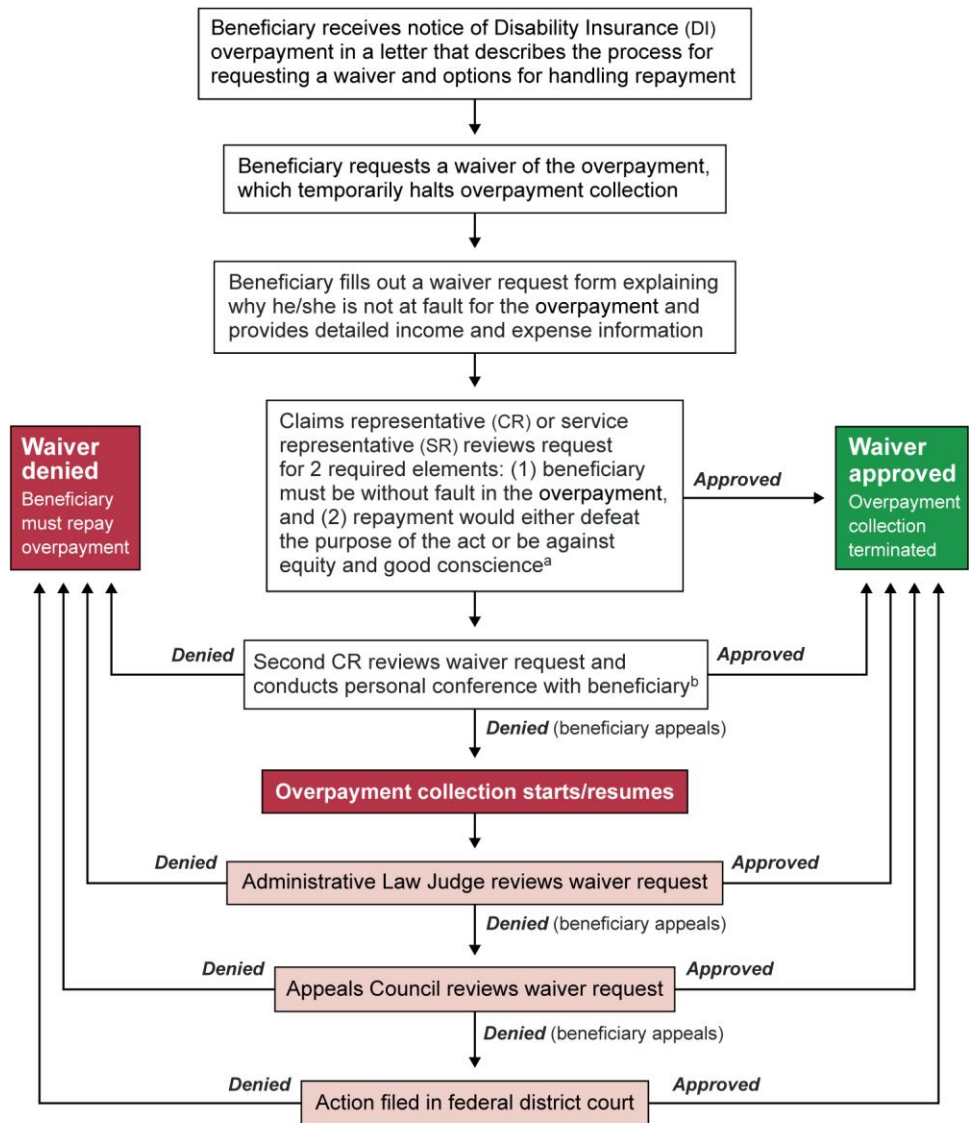 Beneficiary receives notice of Disability Insurance (DI)
overpayment in a letter that describes the process for
requesting a waiver and options for handling repayment
Beneficiary requests a waiver of the overpayment,
which temporarily halts overpayment collection
Beneficiary fills out a waiver request form explaining
why he/she is not at fault for the overpayment and
provides detailed income and expense information
Waiver
denied
Beneficiary
must repay
overpayment
Claims representative (CR) or service
representative (SR) reviews request
for 2 required elements: (1) beneficiary
must be without fault in the overpayment,
and (2) repayment would either defeat
the purpose of the act or be against
equity and good conscienceᵃ
Approved
Waiver
approved
Overpayment
collection
terminated
Denied
Second CR reviews waiver request and
conducts personal conference with beneficiaryᵇ
Approved
Denied (beneficiary appeals)
Overpayment collection starts/resumes
Denied
Administrative Law Judge reviews waiver request
Approved
Denied (beneficiary appeals)
Denied
Appeals Council reviews waiver request
Approved
Denied (beneficiary appeals)
Denied
Action filed in federal district court
Approved